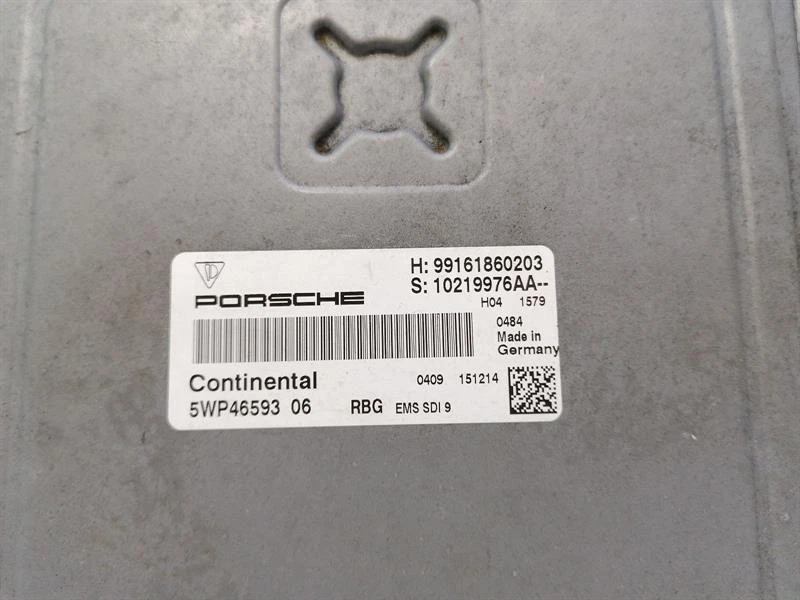 PORSCHE
H: 99161860203
S: 10219976AA--
H04 1579
0484
Made in
Germany
Continental
0409 151214
5WP46593 06 RBG EMS SDI 9